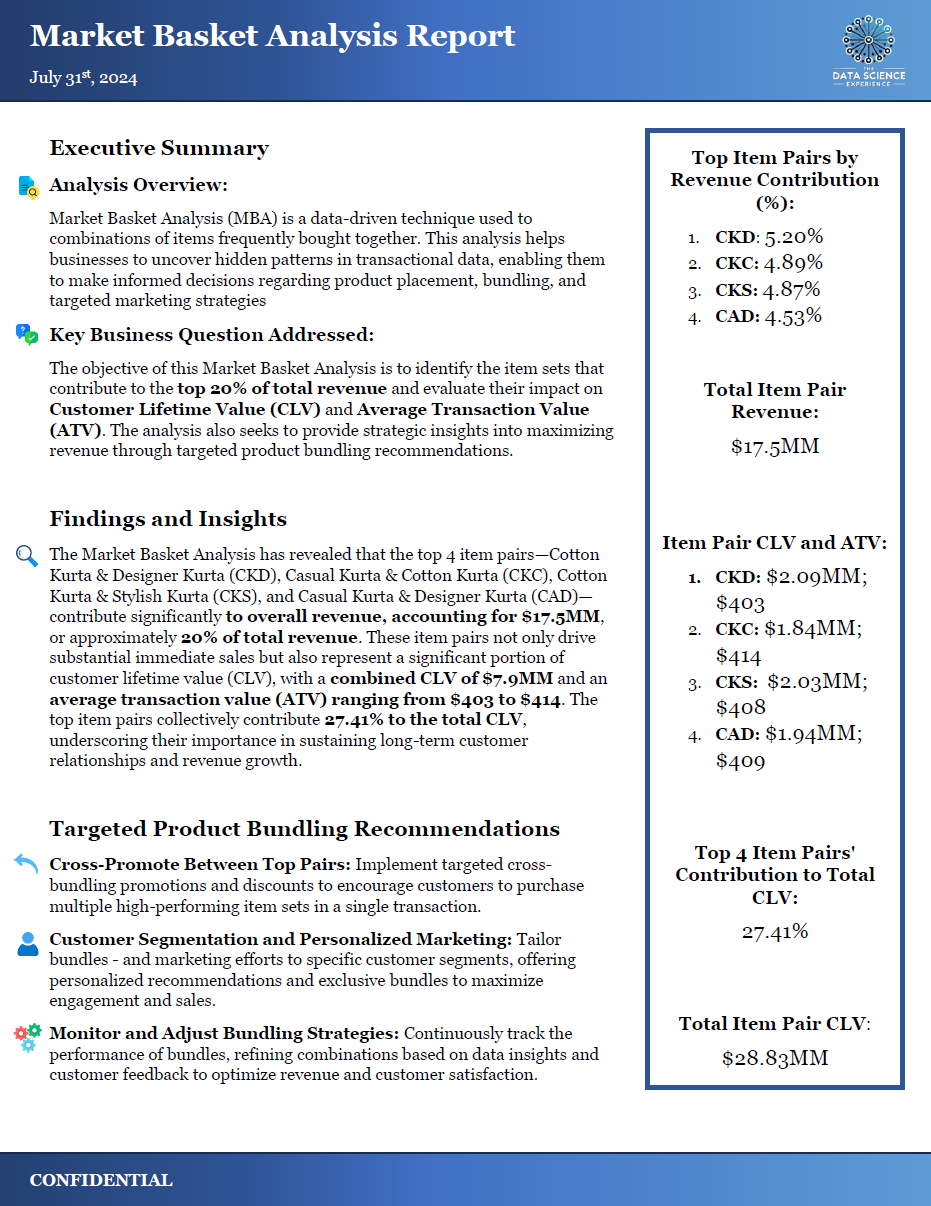 Market Basket Analysis Report
July 31st, 2024
THE
DATA SCIENCE
EXPERIENCE
Executive Summary
Analysis Overview:
Market Basket Analysis (MBA) is a data-driven technique used to
combinations of items frequently bought together. This analysis helps
businesses to uncover hidden patterns in transactional data, enabling them
to make informed decisions regarding product placement, bundling, and
targeted marketing strategies
Key Business Question Addressed:
The objective of this Market Basket Analysis is to identify the item sets that
contribute to the top 20% of total revenue and evaluate their impact on
Customer Lifetime Value (CLV) and Average Transaction Value
(ATV). The analysis also seeks to provide strategic insights into maximizing
revenue through targeted product bundling recommendations.
Findings and Insights
The Market Basket Analysis has revealed that the top 4 item pairs—Cotton
Kurta & Designer Kurta (CKD), Casual Kurta & Cotton Kurta (CKC), Cotton
Kurta & Stylish Kurta (CKS), and Casual Kurta & Designer Kurta (CAD)—
contribute significantly to overall revenue, accounting for $17.5MM,
or approximately 20% of total revenue. These item pairs not only drive
substantial immediate sales but also represent a significant portion of
customer lifetime value (CLV), with a combined CLV of $7.9MM and an
average transaction value (ATV) ranging from $403 to $414. The
top item pairs collectively contribute 27.41% to the total CLV,
underscoring their importance in sustaining long-term customer
relationships and revenue growth.
Targeted Product Bundling Recommendations
Cross-Promote Between Top Pairs: Implement targeted cross-
bundling promotions and discounts to encourage customers to purchase
multiple high-performing item sets in a single transaction.
Customer Segmentation and Personalized Marketing: Tailor
bundles - and marketing efforts to specific customer segments, offering
personalized recommendations and exclusive bundles to maximize
engagement and sales.
Monitor and Adjust Bundling Strategies: Continuously track the
performance of bundles, refining combinations based on data insights and
customer feedback to optimize revenue and customer satisfaction.
Top Item Pairs by
Revenue Contribution
(%):
1. CKD: 5.20%
2. CKC: 4.89%
3. CKS: 4.87%
4. CAD: 4.53%
Total Item Pair
Revenue:
$17.5MM
Item Pair CLV and ATV:
1. CKD: $2.09MM;
$403
2. CKC: $1.84MM;
$414
3. CKS: $2.03MM;
$408
4. CAD: $1.94MM;
$409
Top 4 Item Pairs'
Contribution to Total
CLV:
27.41%
Total Item Pair CLV:
$28.83MM
CONFIDENTIAL